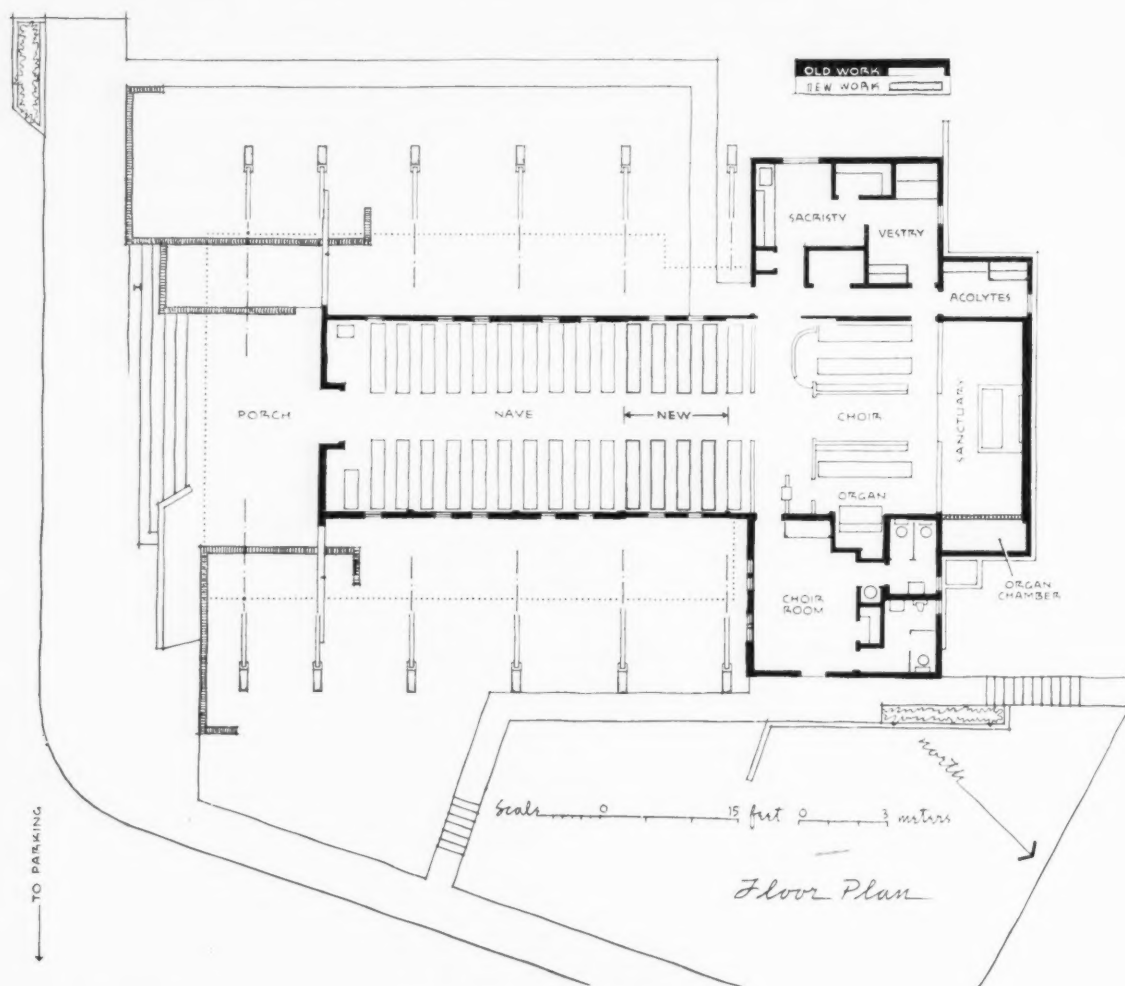 OLD WORK
NEW WORK
SACRISTY
VESTRY
ACOLYTES
PORCH
NAVE
NEW
CHOIR
SANCTUARY
ORGAN
CHOIR
ROOM
ORGAN
CHAMBER
north
Scale 0 15 feet 0 3 meters
Floor Plan
TO PARKING